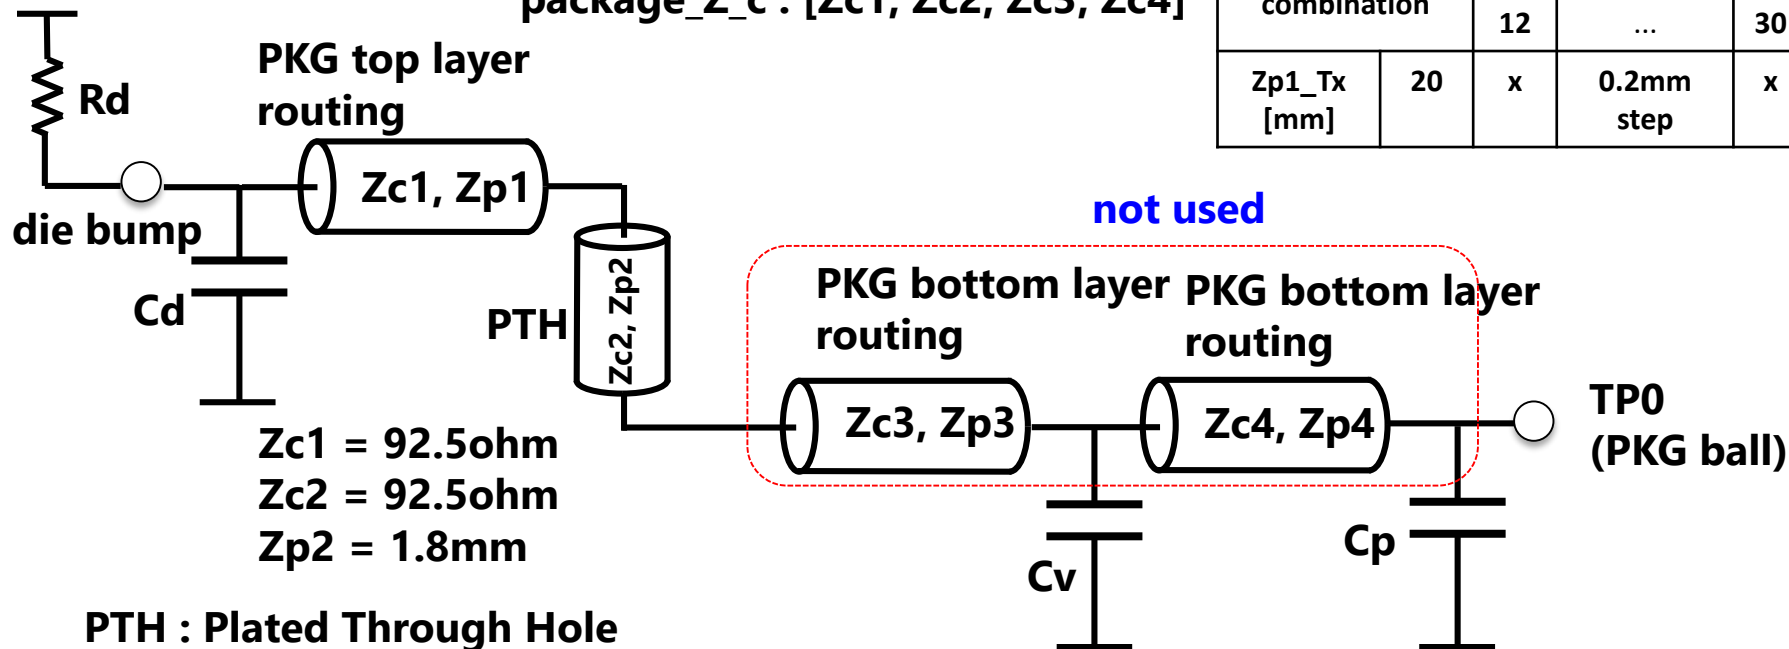 package_Z_c : [Zc1, Zc2, Zc3, Zc4]
combination
12 ... 30
Zp1_Tx [mm] 20 x 0.2mm step x
PKG top layer
routing
Rd
Zc1, Zp1
die bump
Cd
PTH
Zc2, Zp2
not used
PKG bottom layer
routing
PKG bottom layer
routing
Zc3, Zp3
Zc4, Zp4
TP0
(PKG ball)
Cv
Cp
Zc1 = 92.5ohm
Zc2 = 92.5ohm
Zp2 = 1.8mm
PTH : Plated Through Hole